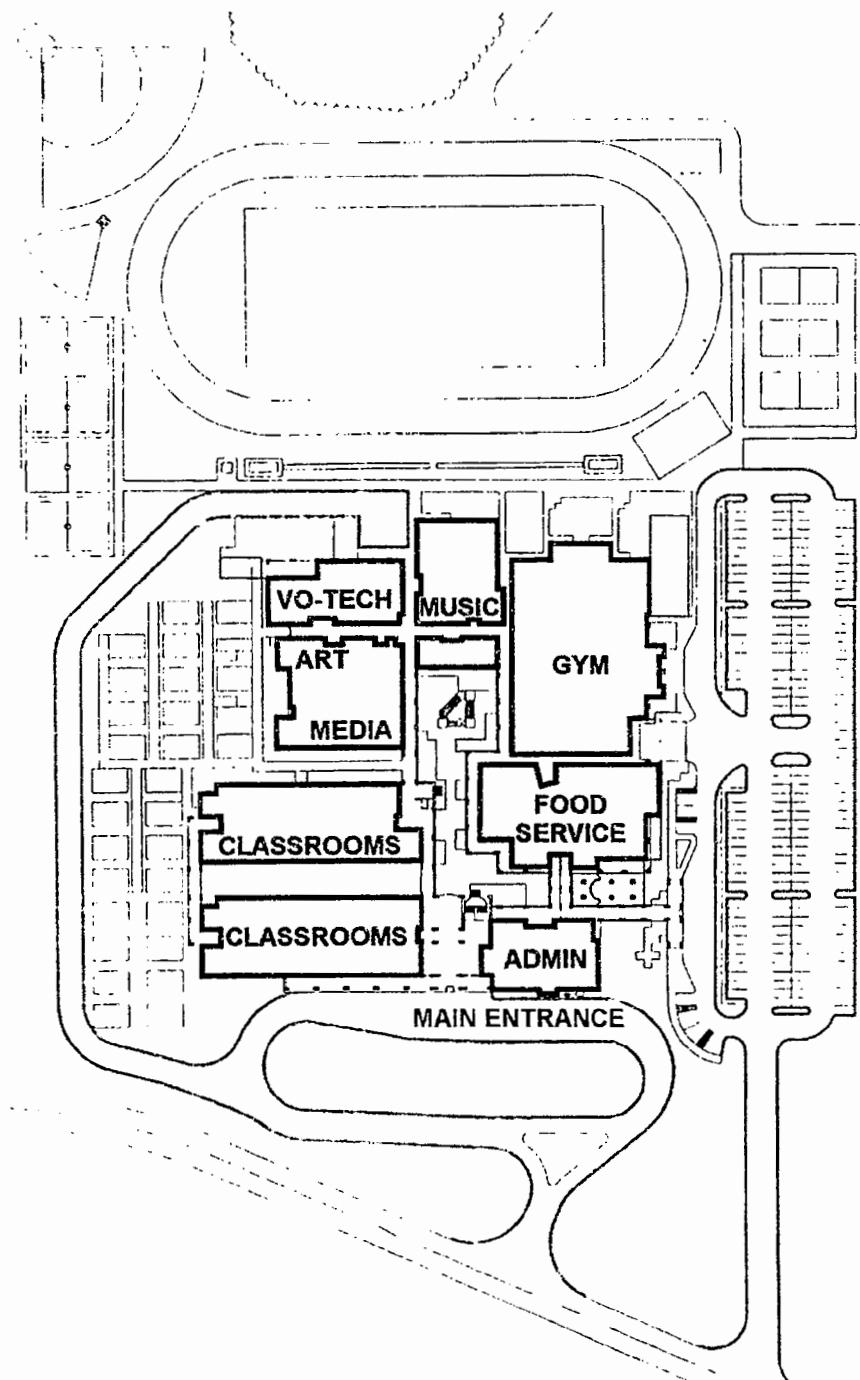 VO-TECH
MUSIC
ART
GYM
MEDIA
FOOD
SERVICE
CLASSROOMS
CLASSROOMS
ADMIN
MAIN ENTRANCE